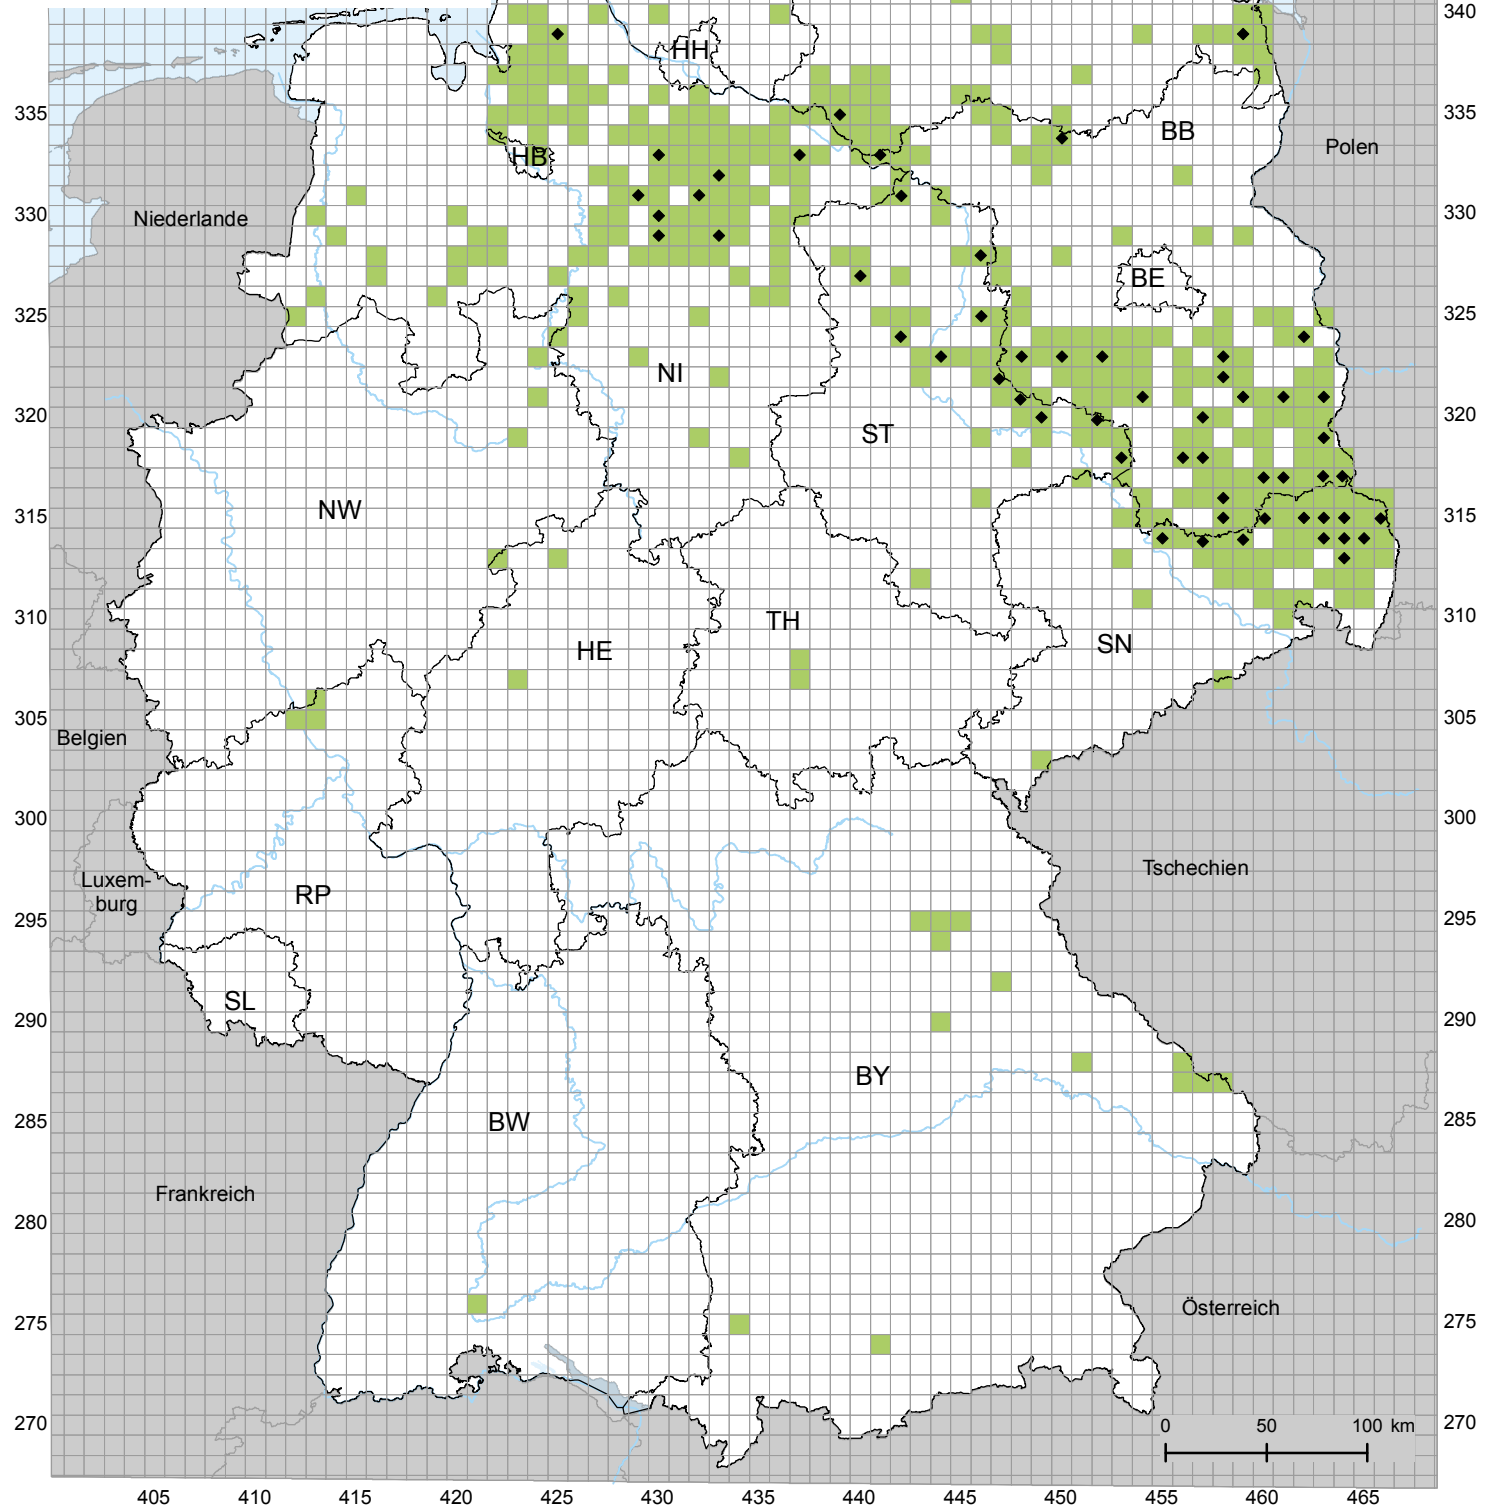 340
340
HH
335
335
BB
HB
Polen
Niederlande
330
330
BE
325
325
NI
320
320
ST
NW
315
315
TH
310
310
HE
SN
305
305
Belgien
300
300
Tschechien
Luxem-
burg
RP
295
295
SL
290
290
BY
BW
285
285
Frankreich
280
280
Österreich
275
275
270
270
0 50 100 km
405 410 415 420 425 430 435 440 445 450 455 460 465